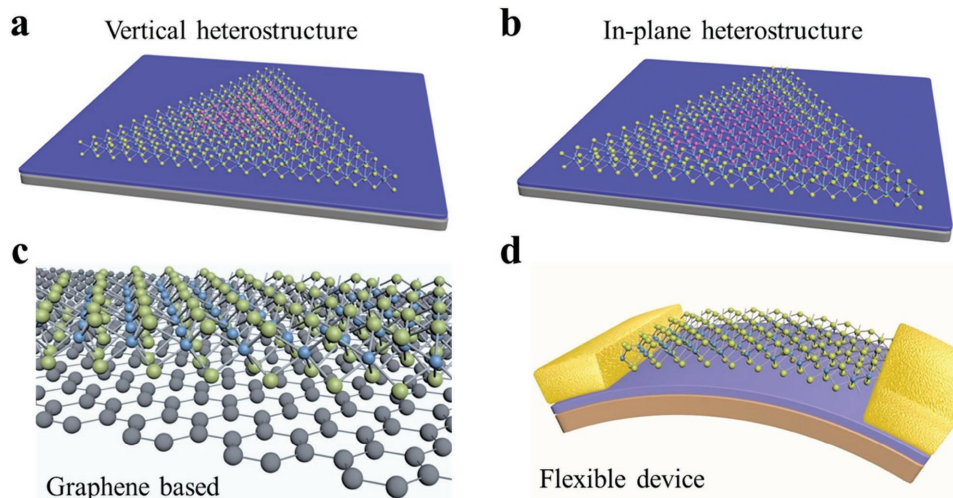 a Vertical heterostructure
b In-plane heterostructure
c
Graphene based
d
Flexible device